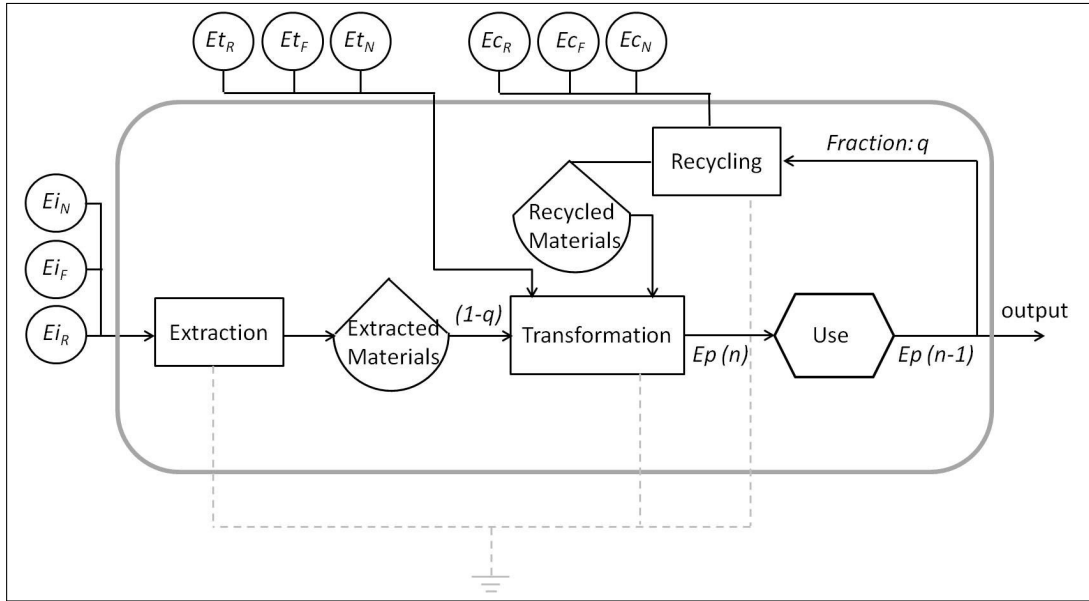 Et_R
Et_F
Et_N
Ec_R
Ec_F
Ec_N
Recycling
Fraction: q
Ei_N
Recycled
Materials
Ei_F
Ei_R
Extraction
Extracted
Materials
(1-q)
Transformation
Ep (n)
Use
Ep (n-1)
output